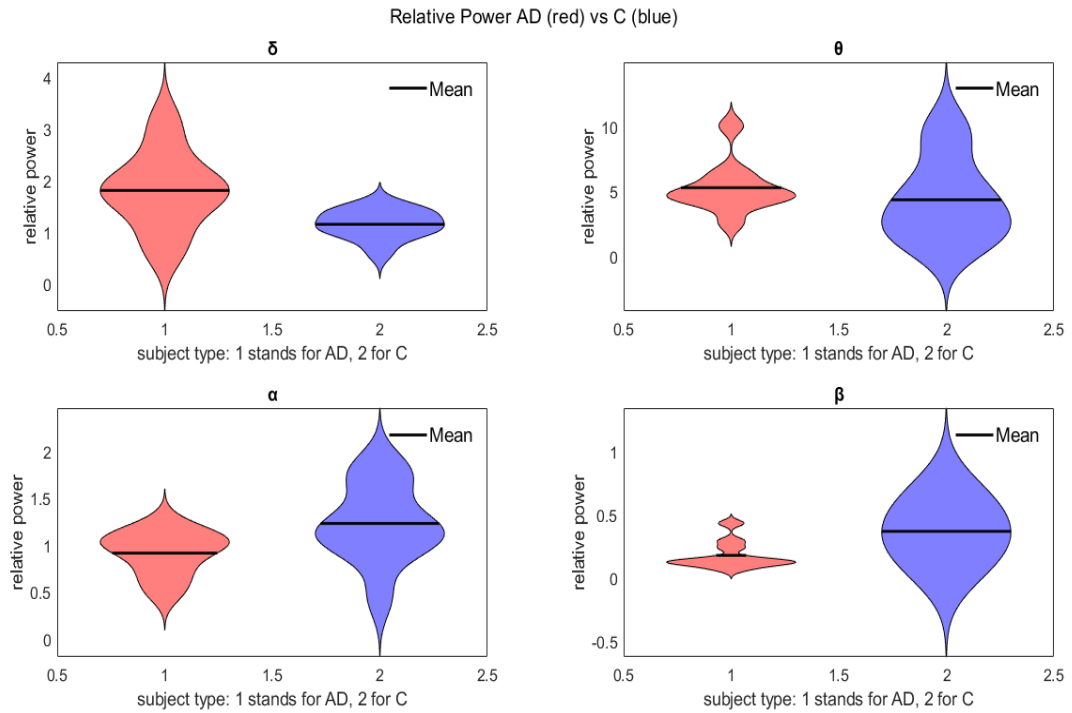 Relative Power AD (red) vs C (blue)
δ
relative power
4
3
2
1
0
Mean
0.5 1 1.5 2 2.5
subject type: 1 stands for AD, 2 for C
θ
relative power
10
5
0
Mean
0.5 1 1.5 2 2.5
subject type: 1 stands for AD, 2 for C
α
relative power
2
1.5
1
0.5
0
Mean
0.5 1 1.5 2 2.5
subject type: 1 stands for AD, 2 for C
β
relative power
1
0.5
0
-0.5
Mean
0.5 1 1.5 2 2.5
subject type: 1 stands for AD, 2 for C